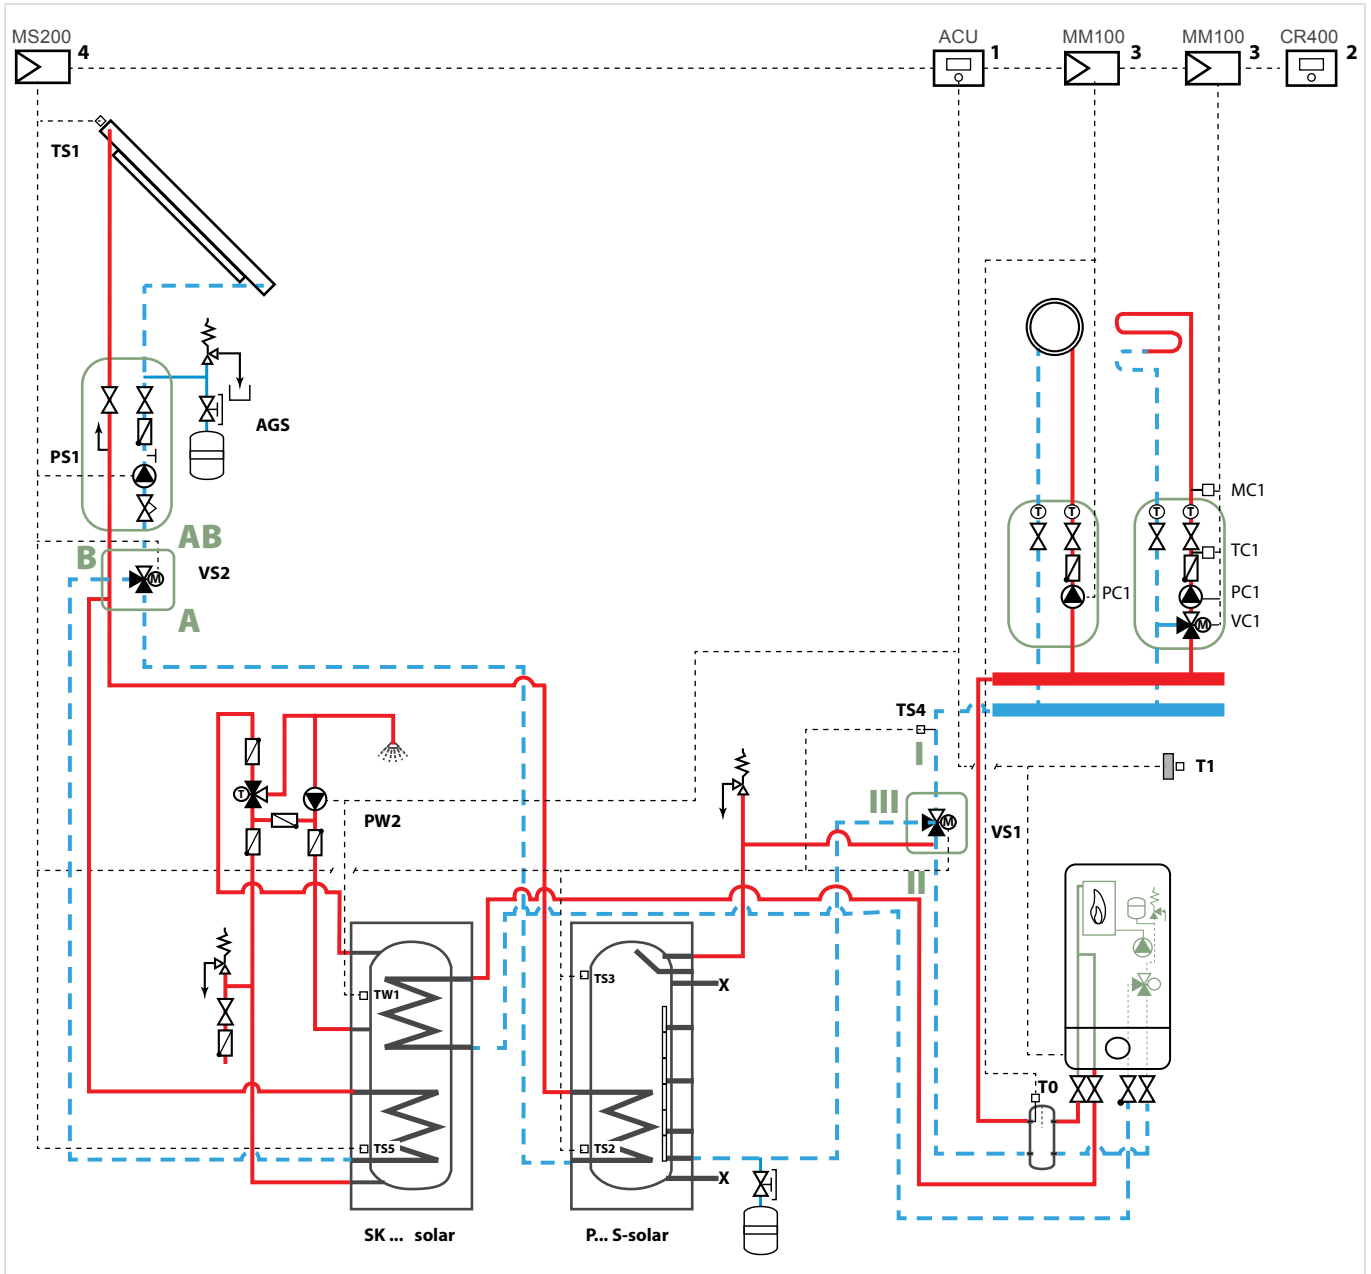 MS200 4
ACU 1
MM100 3
MM100 3
CR400 2
TS1
AGS
PS1
AB
B
VS2
A
MC1
T T T T
TC1
PC1 PC1
M VC1
M
TS4
I
T1
T
PW2
III
M
VS1
II
TW1
TS3
X
T0
TS5
TS2
X
SK ... solar
P... S-solar